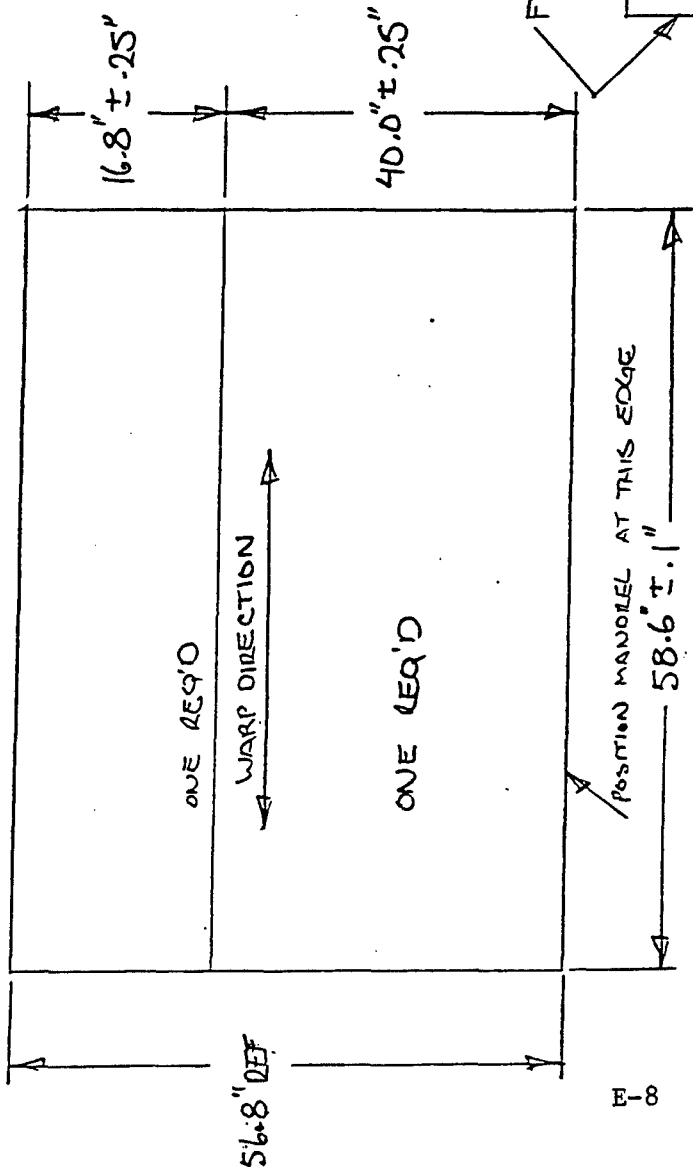 F
16.8" ±.25"
40.0" ±.25"
ONE REQ'D
WARP DIRECTION
ONE REQ'D
POSITION MANDREL AT THIS EDGE
58.6" ±.1"
56.8" REF
E-8